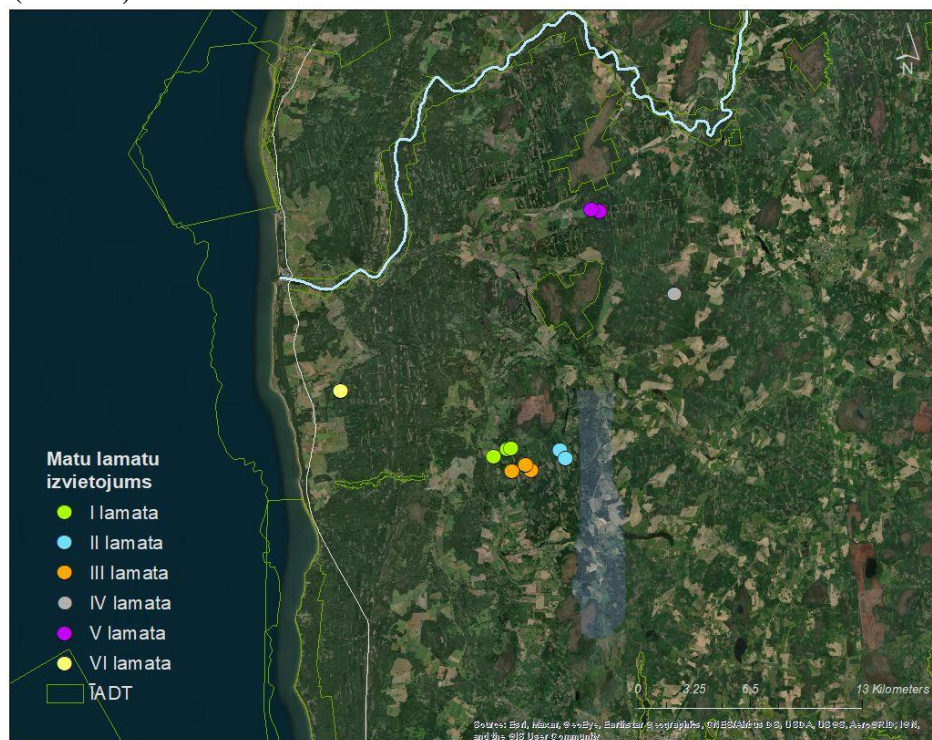 N
Matu lamatu
izvietojums
I lamata
II lamata
III lamata
IV lamata
V lamata
VI lamata
ĪADT
0 3.25 6.5 13 Kilometers
Source: Esri, Maxar, GeoEye, Earthstar Geographics, CNES/Airbus DS, USDA, USGS, AeroGRID, IGN,
and the GIS User Community